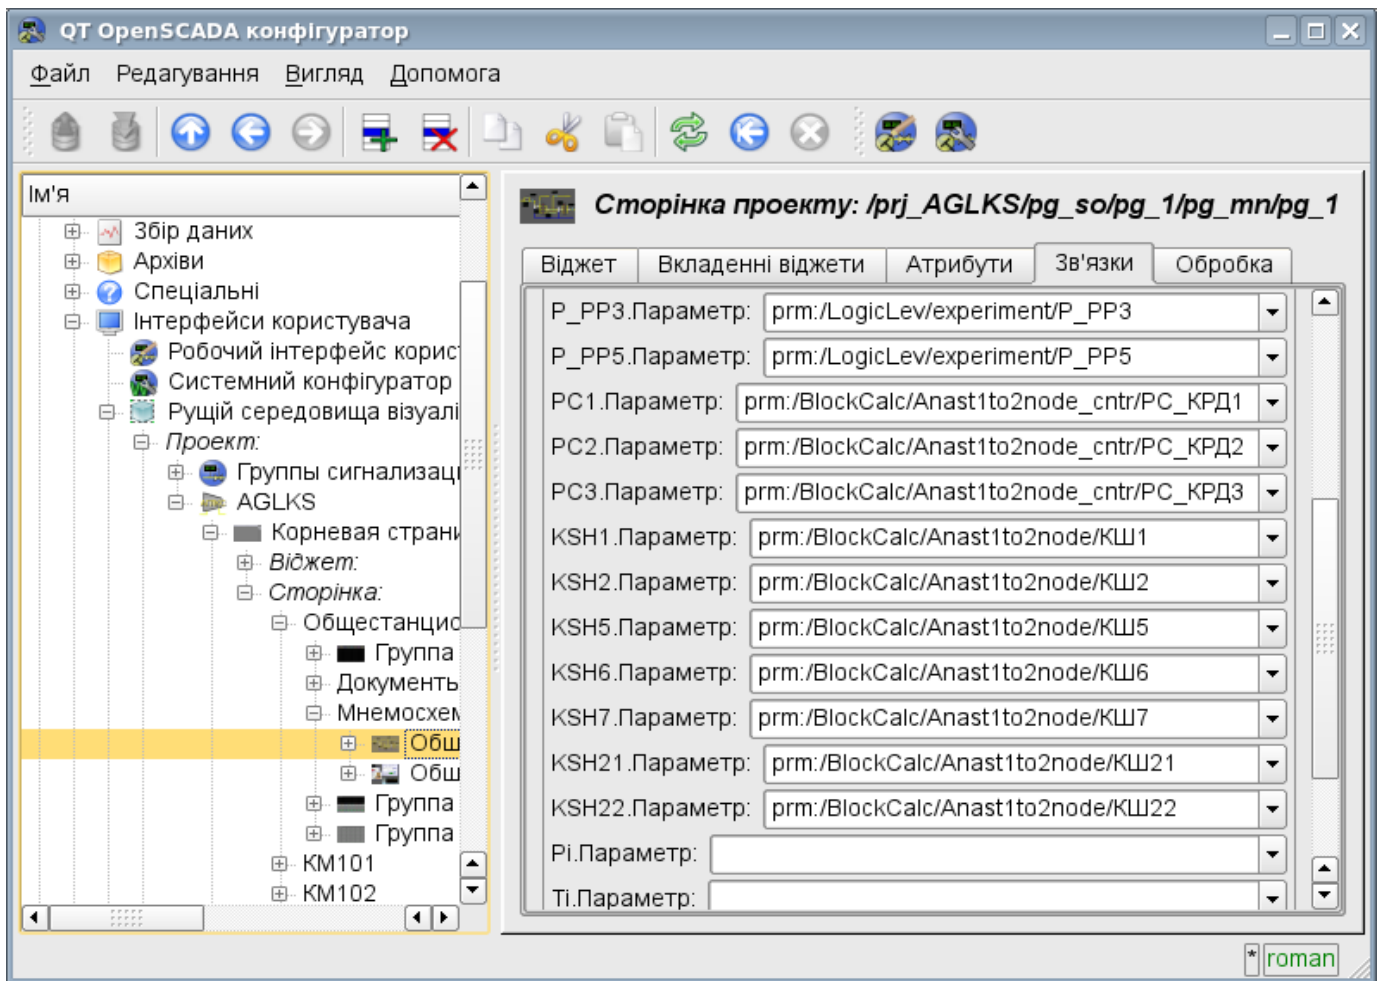 QT OpenSCADA конфігуратор
Файл Редагування Вигляд Допомога
Ім'я
Збір даних
Архіви
Спеціальні
Інтерфейси користувача
Робочий інтерфейс корис
Системний конфігуратор
Рущій середовища візуалі
Проект:
Группы сигнализац
AGLKS
Корневая страни
Віджет:
Сторінка:
Общестанцио
Группа
Документь
Мнемосхем
Общ
Общ
Группа
Группа
КМ101
КМ102
Сторінка проекту: /prj_AGLKS/pg_so/pg_1/pg_mn/pg_1
Віджет Вкладенні віджети Атрибути Зв'язки Обробка
P_PP3.Параметр: prm:/LogicLev/experiment/P_PP3
P_PP5.Параметр: prm:/LogicLev/experiment/P_PP5
PC1.Параметр: prm:/BlockCalc/Anast1to2node_cntr/PC_КРД1
PC2.Параметр: prm:/BlockCalc/Anast1to2node_cntr/PC_КРД2
PC3.Параметр: prm:/BlockCalc/Anast1to2node_cntr/PC_КРД3
KSH1.Параметр: prm:/BlockCalc/Anast1to2node/КШ1
KSH2.Параметр: prm:/BlockCalc/Anast1to2node/КШ2
KSH5.Параметр: prm:/BlockCalc/Anast1to2node/КШ5
KSH6.Параметр: prm:/BlockCalc/Anast1to2node/КШ6
KSH7.Параметр: prm:/BlockCalc/Anast1to2node/КШ7
KSH21.Параметр: prm:/BlockCalc/Anast1to2node/КШ21
KSH22.Параметр: prm:/BlockCalc/Anast1to2node/КШ22
Pi.Параметр:
Ti.Параметр:
* roman